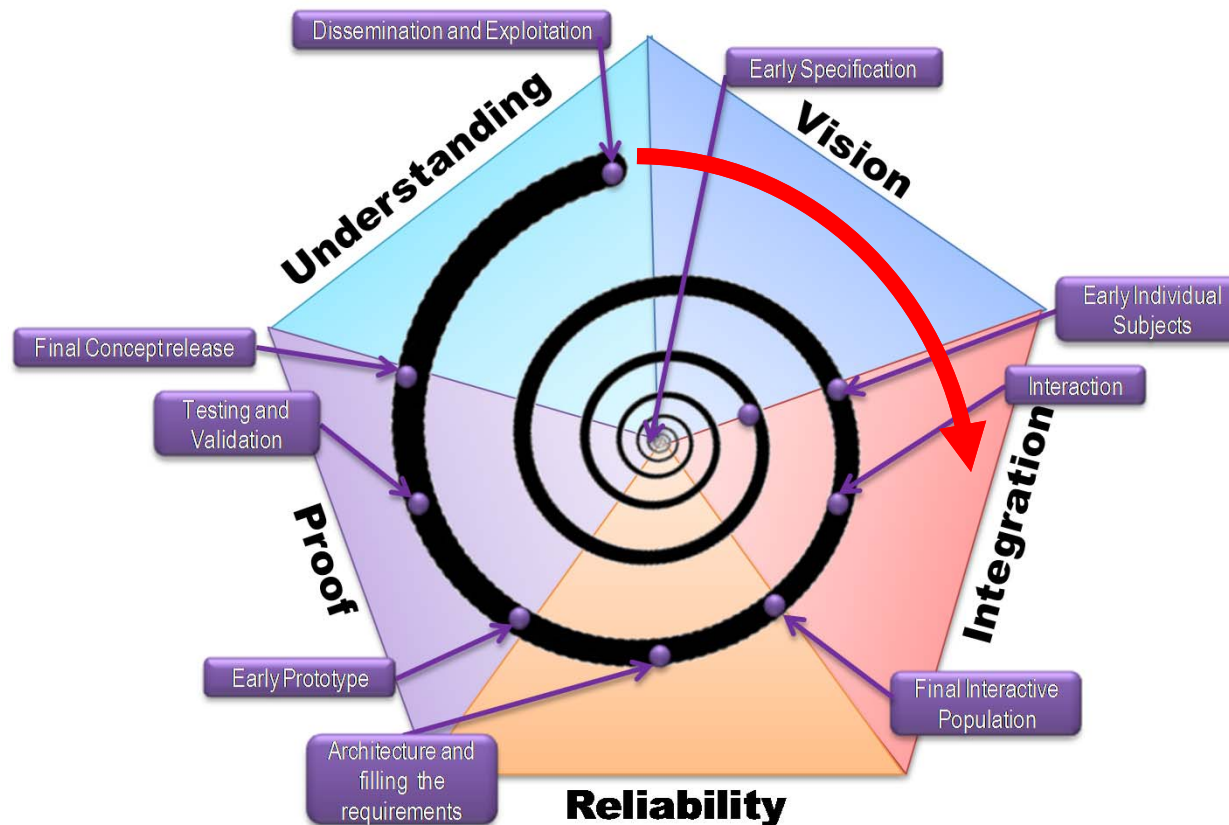 Dissemination and Exploitation
Early Specification
Understanding
Vision
Early Individual
Subjects
Final Concept release
Interaction
Testing and
Validation
Integration
Proof
Early Prototype
Final Interactive
Population
Architecture and
filling the
requirements
Reliability